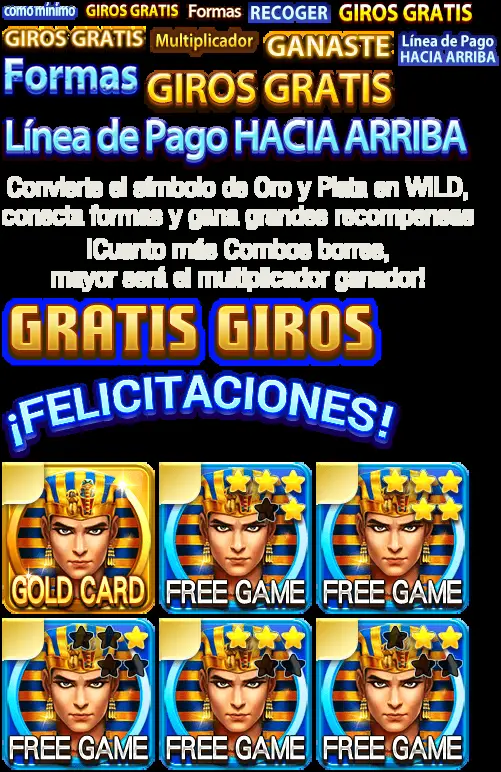 como mínimo GIROS GRATIS Formas RECOGER GIROS GRATIS
GIROS GRATIS Multiplicador GANASTE Línea de Pago HACIA ARRIBA
Formas GIROS GRATIS
Línea de Pago HACIA ARRIBA
Convierte el símbolo de Oro y Plata en WILD,
conecta formas y gana grandes recompensas
¡Cuanto más Combos borres,
mayor será el multiplicador ganador!
GRATIS GIROS
¡FELICITACIONES!
GOLD CARD FREE GAME FREE GAME
FREE GAME FREE GAME FREE GAME